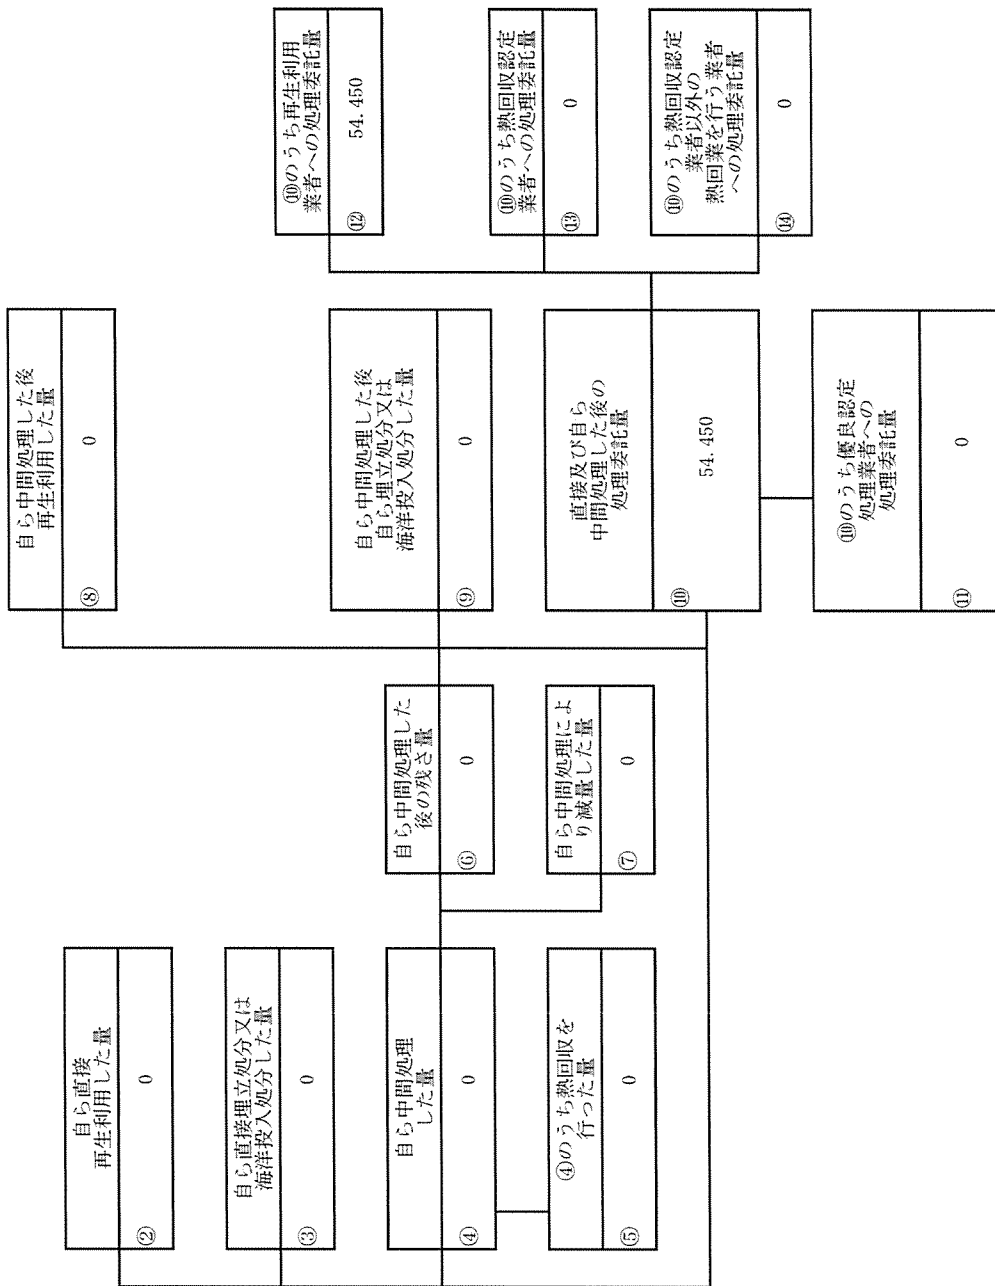 自ら直接
再生利用した量
② 0
自ら直接埋立処分又は
海洋投入処分した量
③ 0
自ら中間処理
した量
④ 0
④のうち熱回収を
行った量
⑤ 0
自ら中間処理した
後の残さ量
⑥ 0
自ら中間処理によ
り減量した量
⑦ 0
自ら中間処理した後
再生利用した量
⑧ 0
自ら中間処理した後
自ら埋立処分又は
海洋投入処分した量
⑨ 0
直接及び自ら
中間処理した後の
処理委託量
⑩ 54.450
⑩のうち優良認定
処理業者への
処理委託量
⑪ 0
⑩のうち再生利用
業者への処理委託量
⑫ 54.450
⑩のうち熱回収認定
業者への処理委託量
⑬ 0
⑩のうち熱回収認定
業者以外の
熱回業を行う業者
への処理委託量
⑭ 0